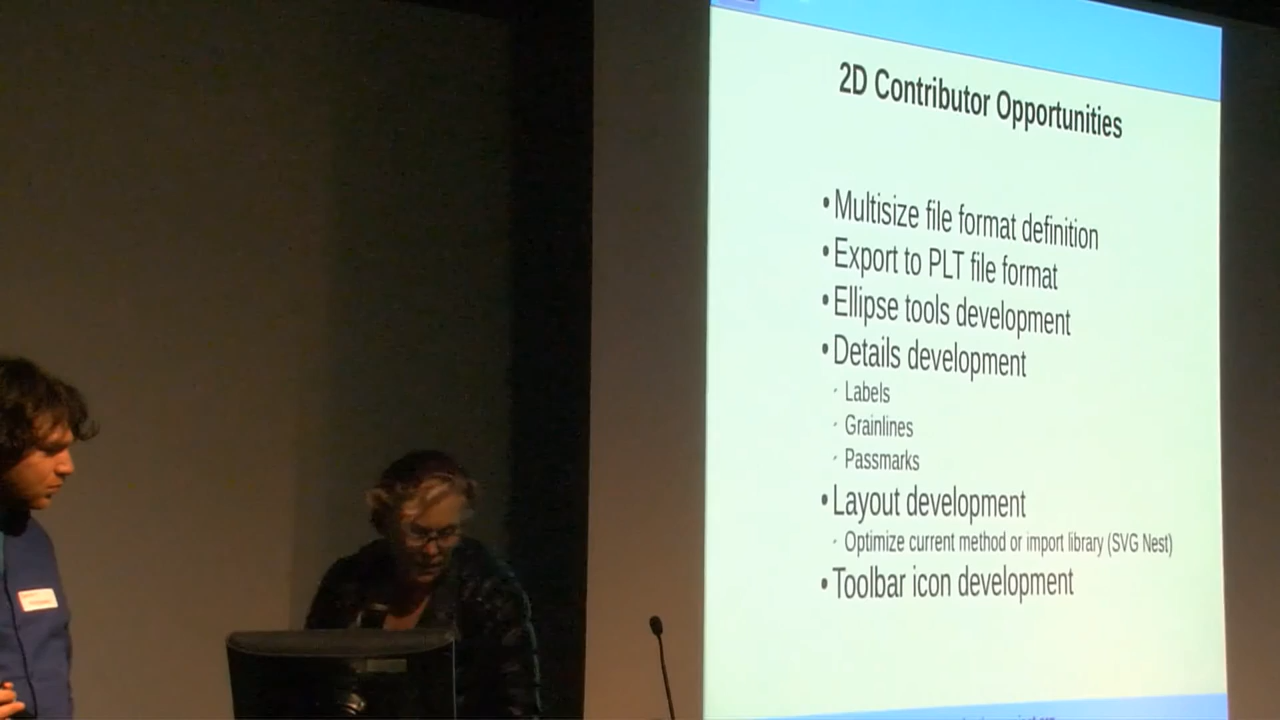 2D Contributor Opportunities
• Multisize file format definition
• Export to PLT file format
• Ellipse tools development
• Details development
- Labels
- Grainlines
- Passmarks
• Layout development
- Optimize current method or import library (SVG Nest)
• Toolbar icon development